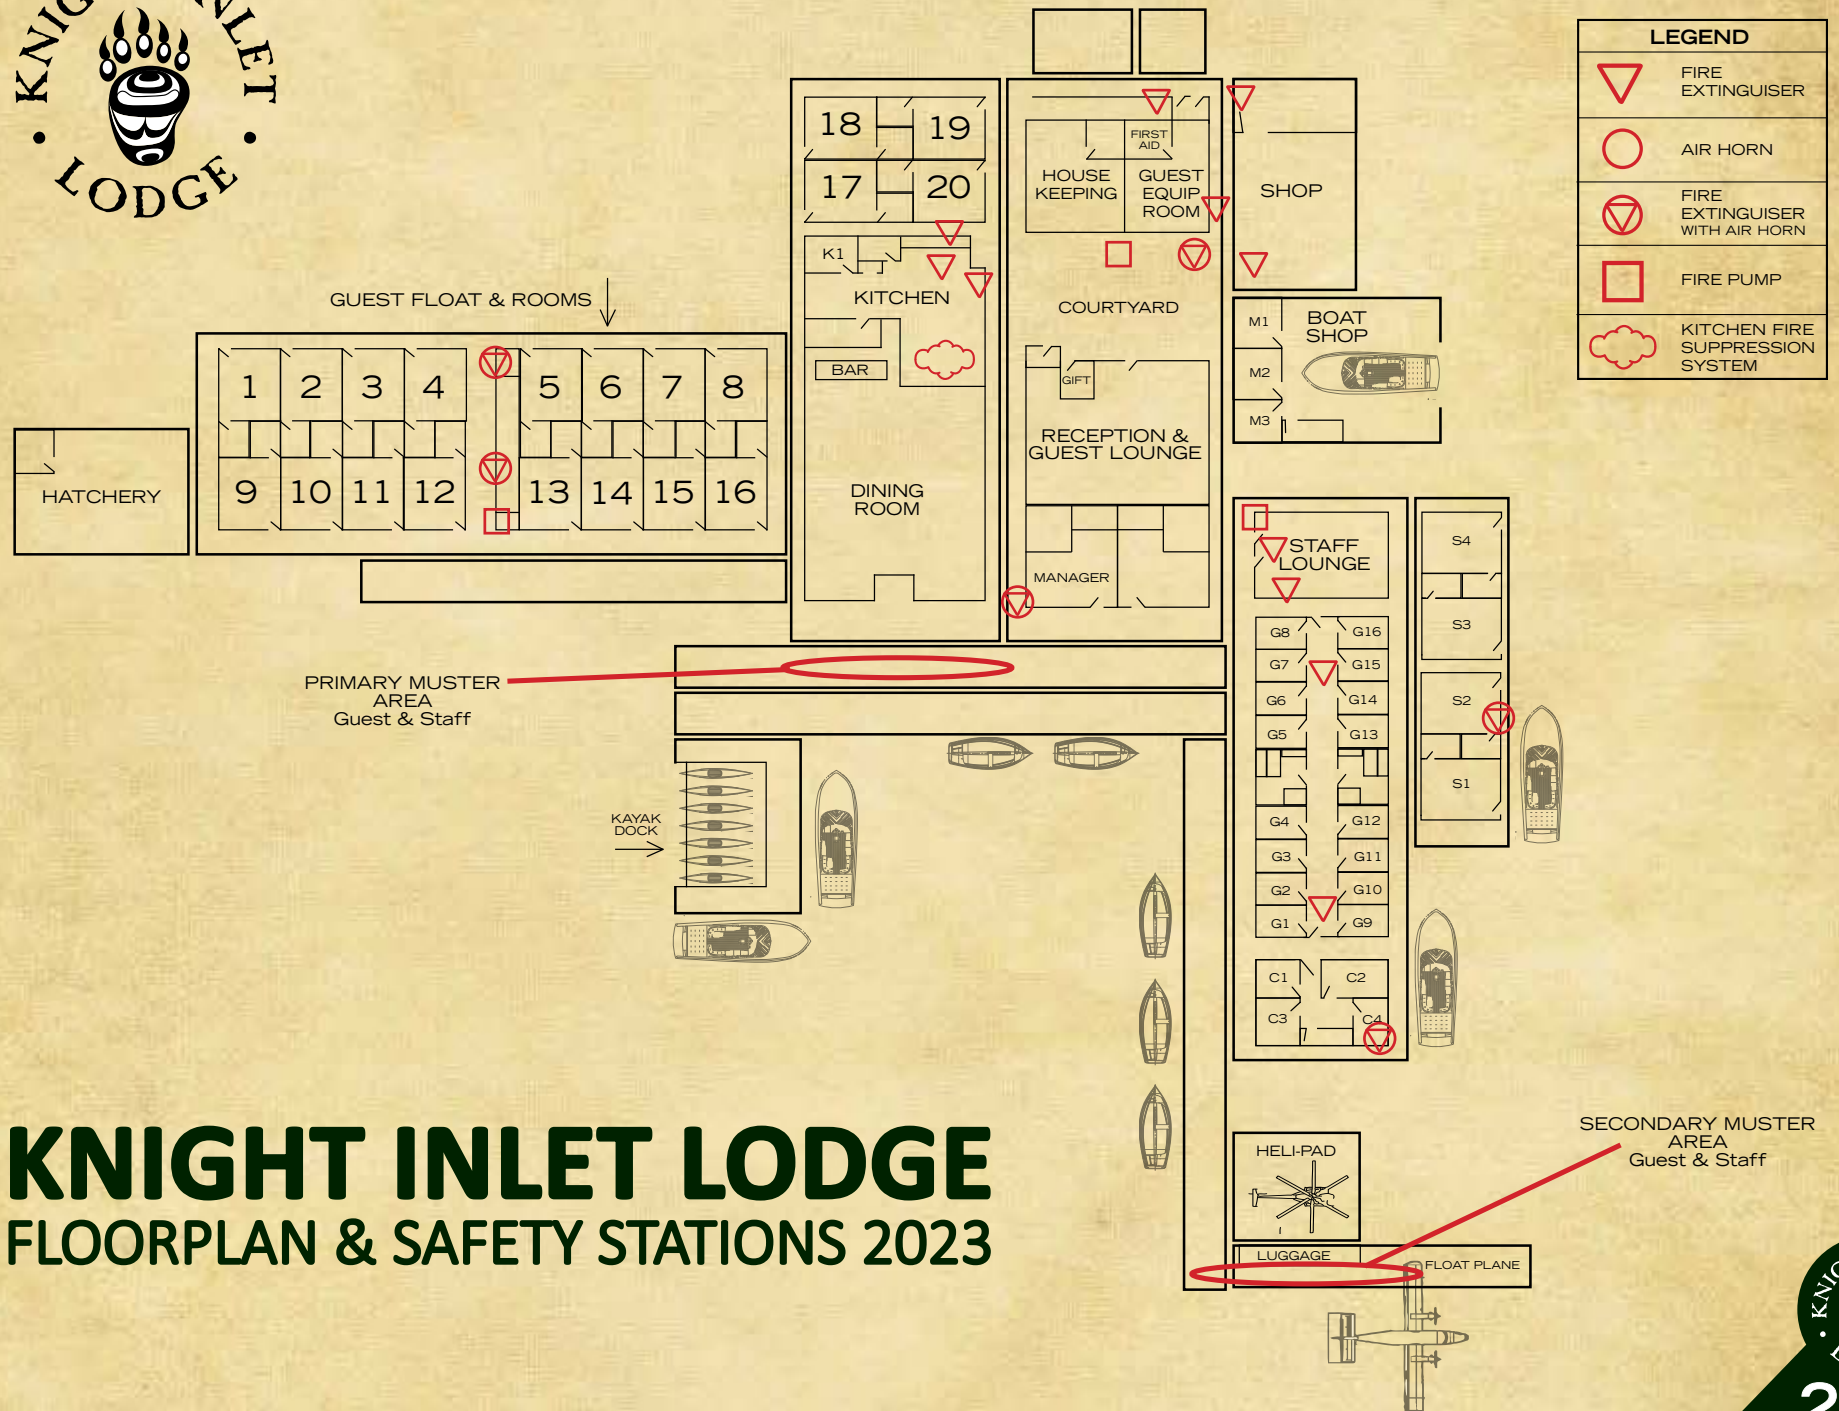 KNIGHT INLET
• LODGE •
LEGEND
FIRE
EXTINGUISER
AIR HORN
FIRE
EXTINGUISER
WITH AIR HORN
FIRE PUMP
KITCHEN FIRE
SUPPRESSION
SYSTEM
18
19
17
20
K1
KITCHEN
BAR
DINING
ROOM
FIRST
AID
HOUSE
KEEPING
GUEST
EQUIP
ROOM
COURTYARD
GIFT
RECEPTION &
GUEST LOUNGE
MANAGER
SHOP
M1
M2
M3
BOAT
SHOP
GUEST FLOAT & ROOMS
1
2
3
4
5
6
7
8
9
10
11
12
13
14
15
16
HATCHERY
STAFF
LOUNGE
S4
S3
S2
S1
G8
G16
G7
G15
G6
G14
G5
G13
G4
G12
G3
G11
G2
G10
G1
G9
C1
C2
C3
C4
PRIMARY MUSTER
AREA
Guest & Staff
KAYAK
DOCK
HELI-PAD
LUGGAGE
FLOAT PLANE
SECONDARY MUSTER
AREA
Guest & Staff
KNIGHT INLET LODGE
FLOORPLAN & SAFETY STATIONS 2023